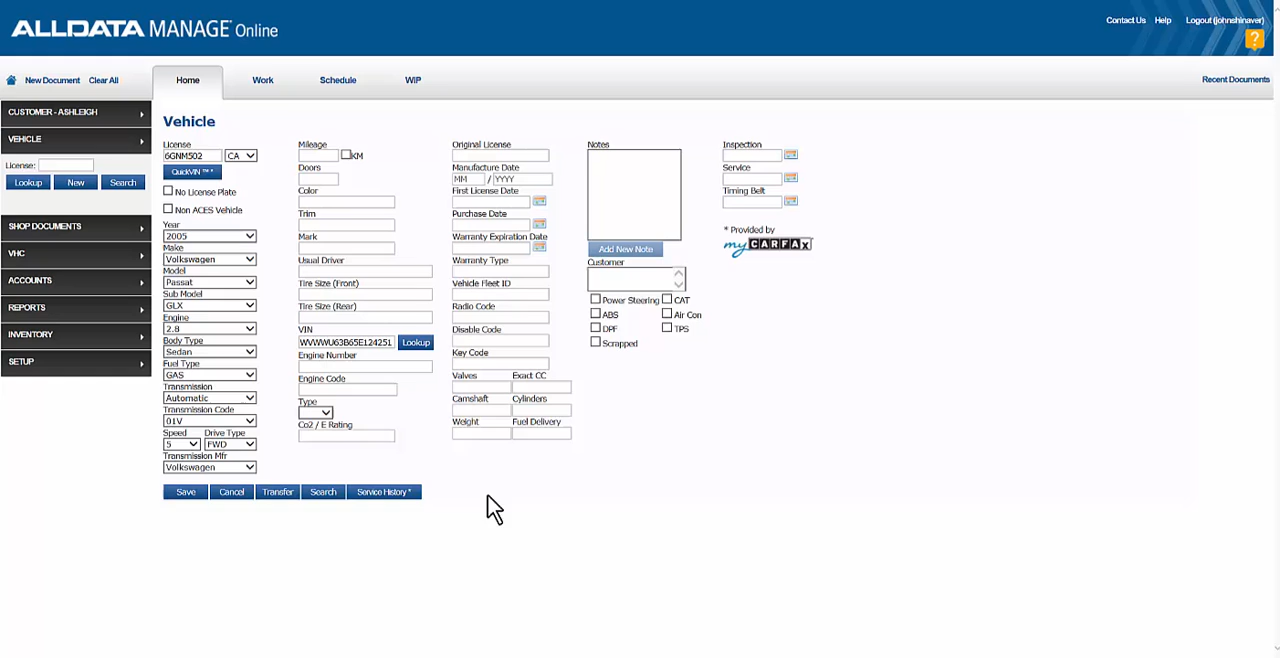 ALLDATA MANAGE Online
Contact Us Help Logout (johnshinaver)
?
New Document Clear All
Home Work Schedule WIP
Recent Documents
CUSTOMER - ASHLEIGH
VEHICLE
License:
Lookup New Search
SHOP DOCUMENTS
VHC
ACCOUNTS
REPORTS
INVENTORY
SETUP
Vehicle
License
6GNM502 CA
QuickVIN ™*
No License Plate
Non ACES Vehicle
Year
2005
Make
Volkswagen
Model
Passat
Sub Model
GLX
Engine
2.8
Body Type
Sedan
Fuel Type
GAS
Transmission
Automatic
Transmission Code
01V
Speed Drive Type
5 FWD
Transmission Mfr
Volkswagen
Mileage
KM
Doors
Color
Trim
Mark
Usual Driver
Tire Size (Front)
Tire Size (Rear)
VIN
WVWWU63B65E124251 Lookup
Engine Number
Engine Code
Type
Co2 / E Rating
Original License
Manufacture Date
MM / YYYY
First License Date
Purchase Date
Warranty Expiration Date
Warranty Type
Vehicle Fleet ID
Radio Code
Disable Code
Key Code
Valves Exact CC
Camshaft Cylinders
Weight Fuel Delivery
Notes
Add New Note
Customer
Power Steering CAT
ABS Air Con
DPF TPS
Scrapped
Inspection
Service
Timing Belt
* Provided by
myCARFAX
Save Cancel Transfer Search Service History *